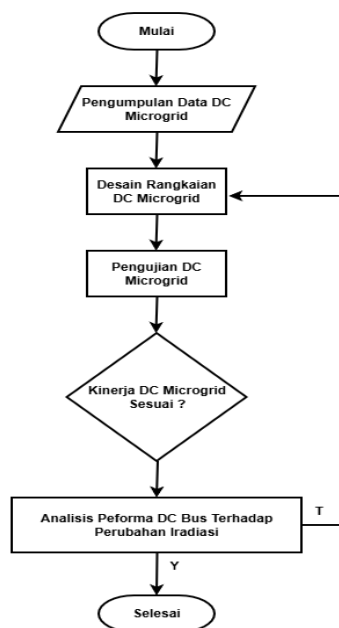 Mulai
Pengumpulan Data DC
Microgrid
Desain Rangkaian
DC Microgrid
Pengujian DC
Microgrid
Kinerja DC Microgrid
Sesuai ?
Analisis Peforma DC Bus Terhadap
Perubahan Iradiasi
T
Y
Selesai